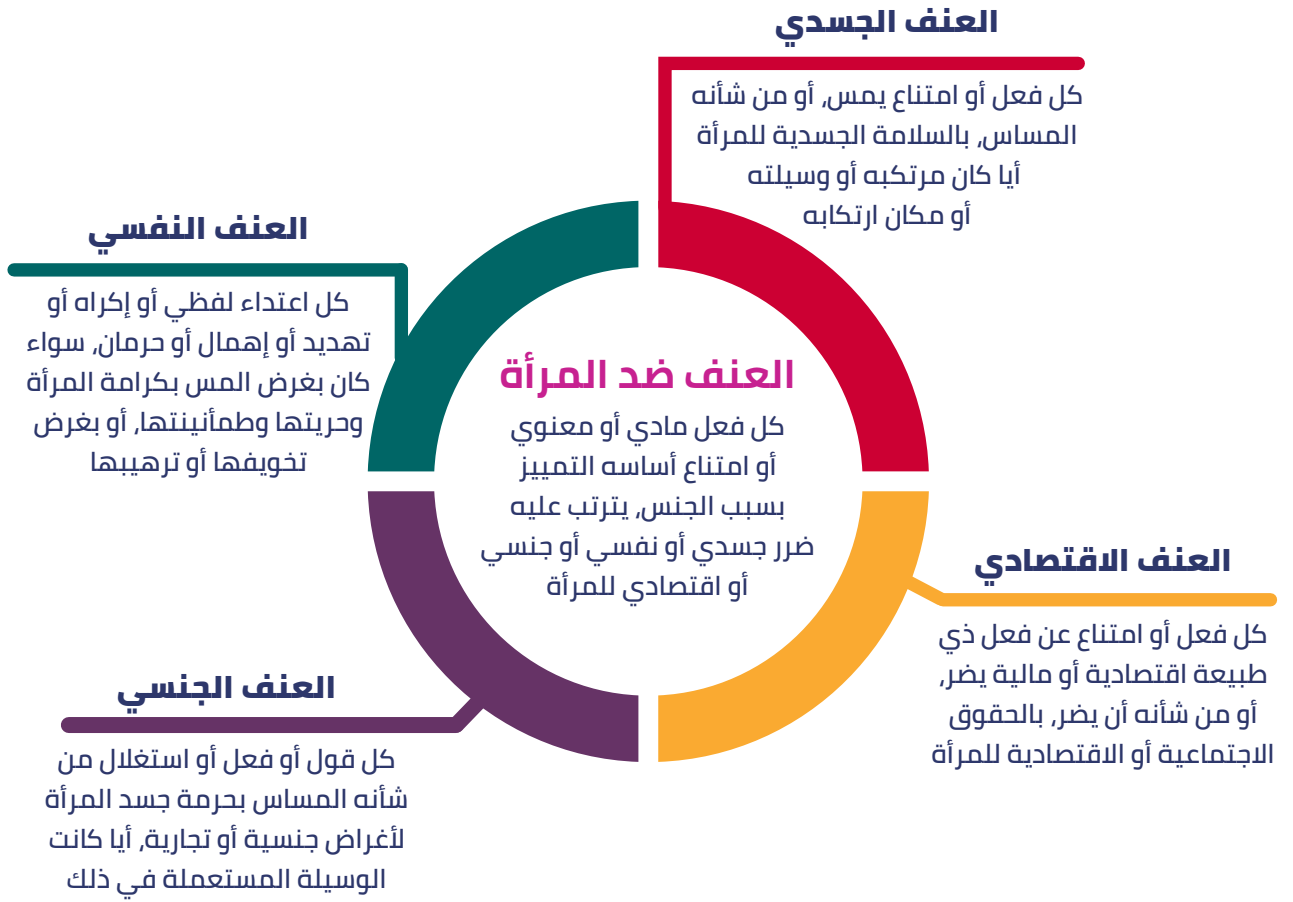 العنف الجسدي
كل فعل أو امتناع يمس، أو من شأنه
المساس، بالسلامة الجسدية للمرأة
أيا كان مرتكبه أو وسيلته
أو مكان ارتكابه
العنف النفسي
كل اعتداء لفظي أو إكراه أو
تهديد أو إهمال أو حرمان، سواء
كان بغرض المس بكرامة المرأة
وحريتها وطمأنينتها، أو بغرض
تخويفها أو ترهيبها
العنف ضد المرأة
كل فعل مادي أو معنوي
أو امتناع أساسه التمييز
بسبب الجنس، يترتب عليه
ضرر جسدي أو نفسي أو جنسي
أو اقتصادي للمرأة
العنف الاقتصادي
كل فعل أو امتناع عن فعل ذي
طبيعة اقتصادية أو مالية يضر،
أو من شأنه أن يضر، بالحقوق
الاجتماعية أو الاقتصادية للمرأة
العنف الجنسي
كل قول أو فعل أو استغلال من
شأنه المساس بحرمة جسد المرأة
لأغراض جنسية أو تجارية، أيا كانت
الوسيلة المستعملة في ذلك